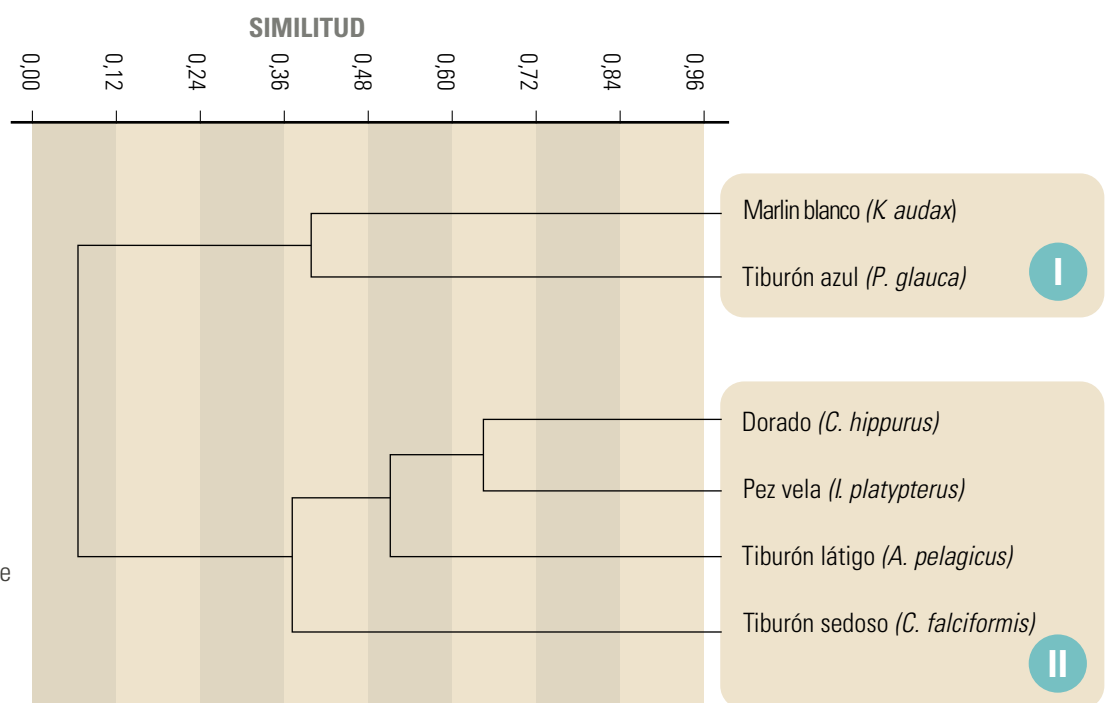 SIMILITUD
0,00
0,12
0,24
0,36
0,48
0,60
0,72
0,84
0,96
Marlin blanco (K audax)
Tiburón azul (P. glauca)
I
Dorado (C. hippurus)
Pez vela (I. platypterus)
Tiburón látigo (A. pelagicus)
e
Tiburón sedoso (C. falciformis)
II